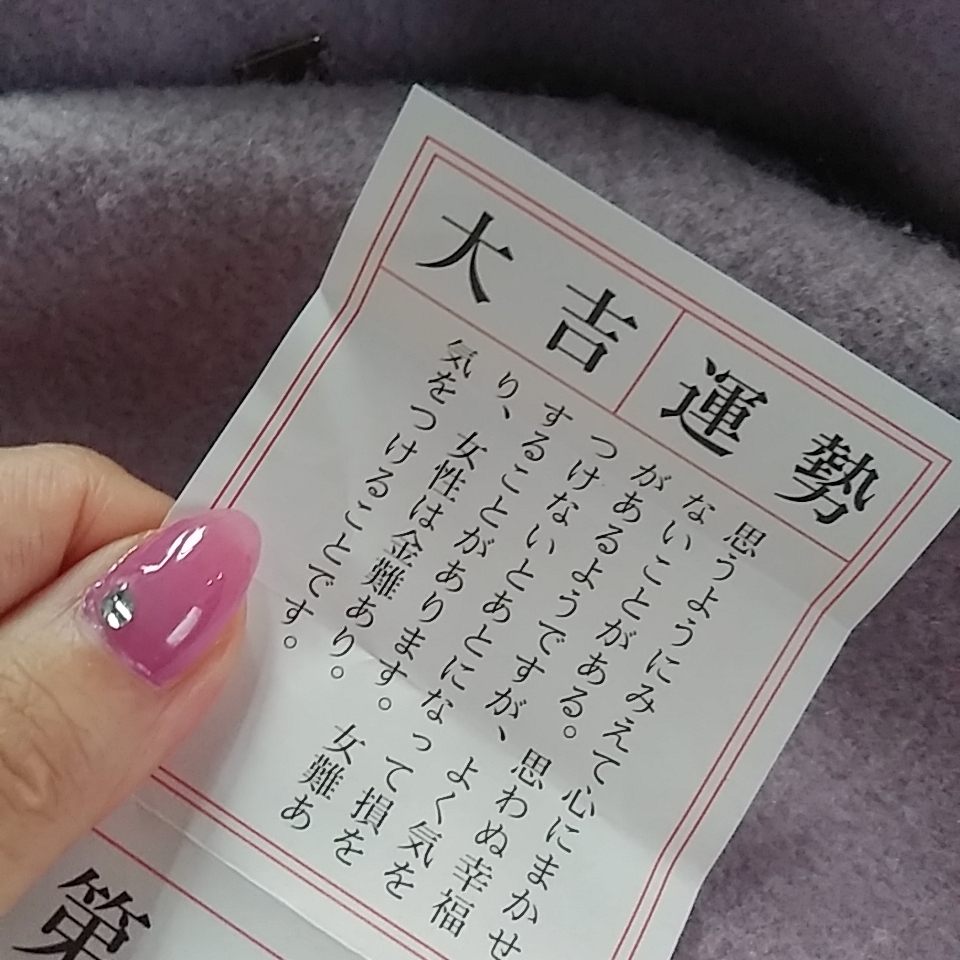 大吉
運勢
思うようにみえて心にまかせ
ないことがある。思わぬ幸福
があるようですが、よく気を
つけないとあとになって損を
することがあります。女難あ
り、女性は金難あり。
気をつけることです。
第